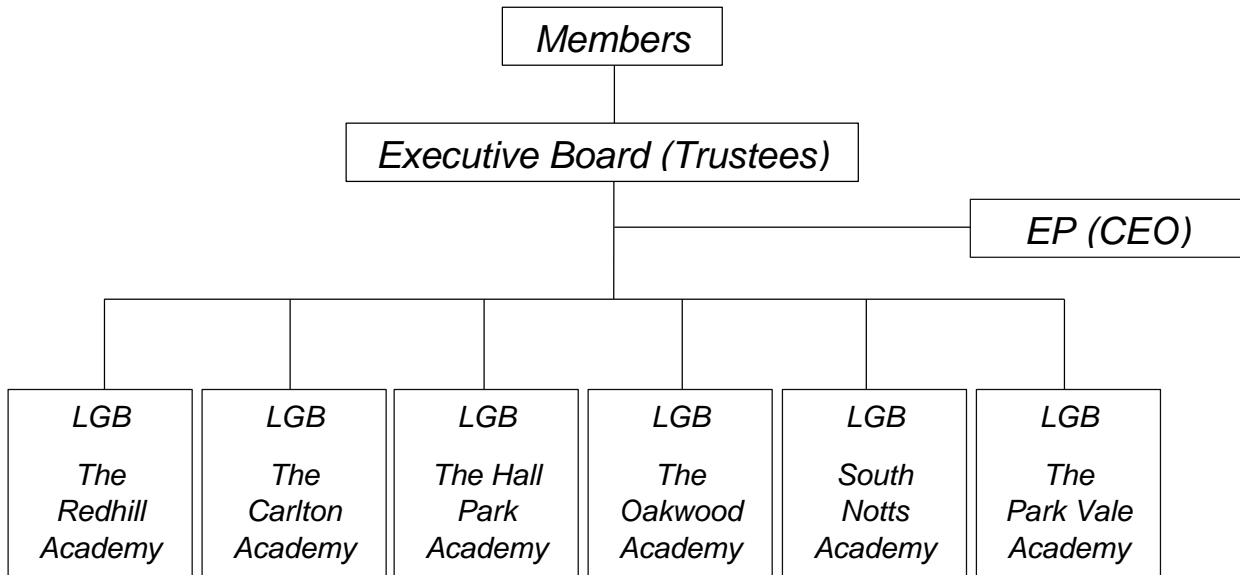 Members
Executive Board (Trustees)
EP (CEO)
LGB
The
Redhill
Academy
LGB
The
Carlton
Academy
LGB
The Hall
Park
Academy
LGB
The
Oakwood
Academy
LGB
South
Notts
Academy
LGB
The
Park Vale
Academy